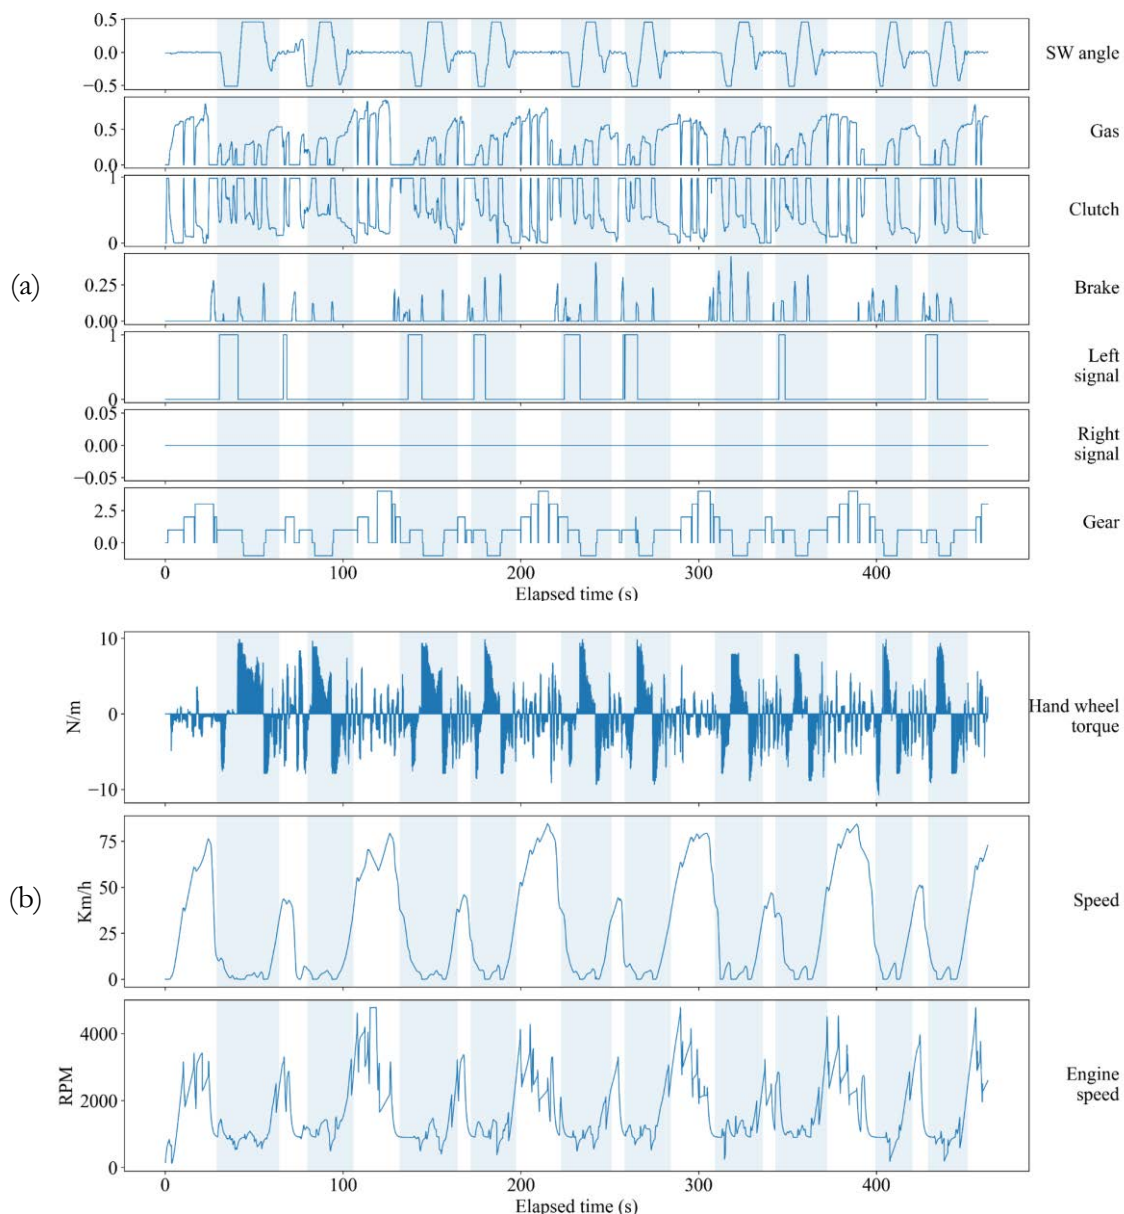 0.5
0.0
−0.5
SW angle
0.5
0.0
Gas
1
0
Clutch
(a)
0.25
0.00
Brake
1
0
Left
signal
0.05
0.00
−0.05
Right
signal
2.5
0.0
Gear
0 100 200 300 400
Elapsed time (s)
10
0
−10
N/m
Hand wheel
torque
(b)
75
50
25
0
Km/h
Speed
4000
2000
0
RPM
Engine
speed
0 100 200 300 400
Elapsed time (s)